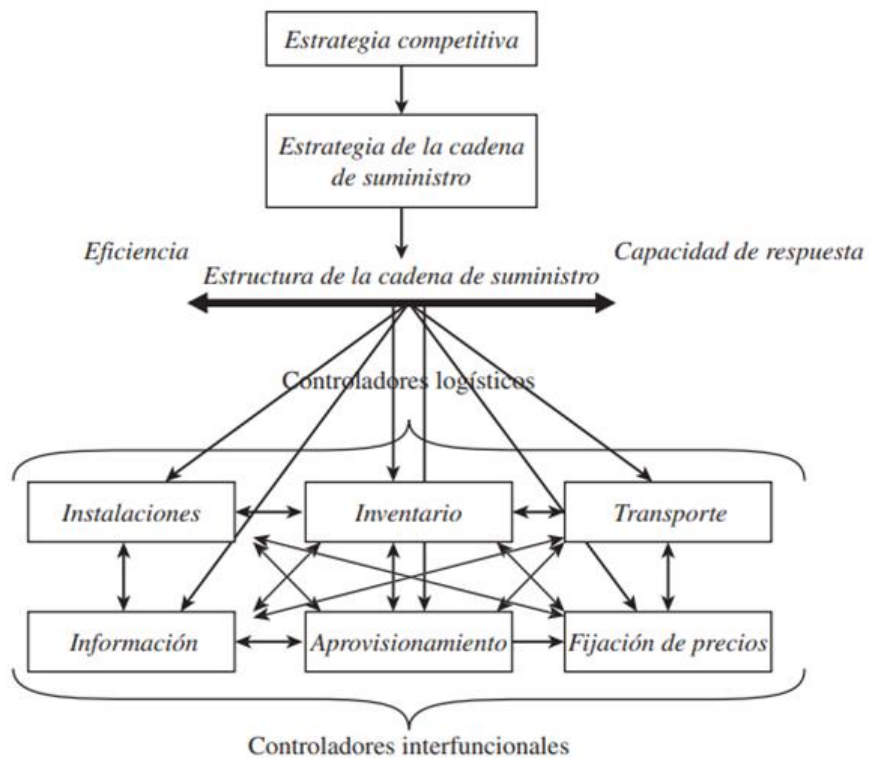 Estrategia competitiva
Estrategia de la cadena
de suministro
Eficiencia
Capacidad de respuesta
Estructura de la cadena de suministro
Controladores logísticos
Instalaciones
Inventario
Transporte
Información
Aprovisionamiento
Fijación de precios
Controladores interfuncionales